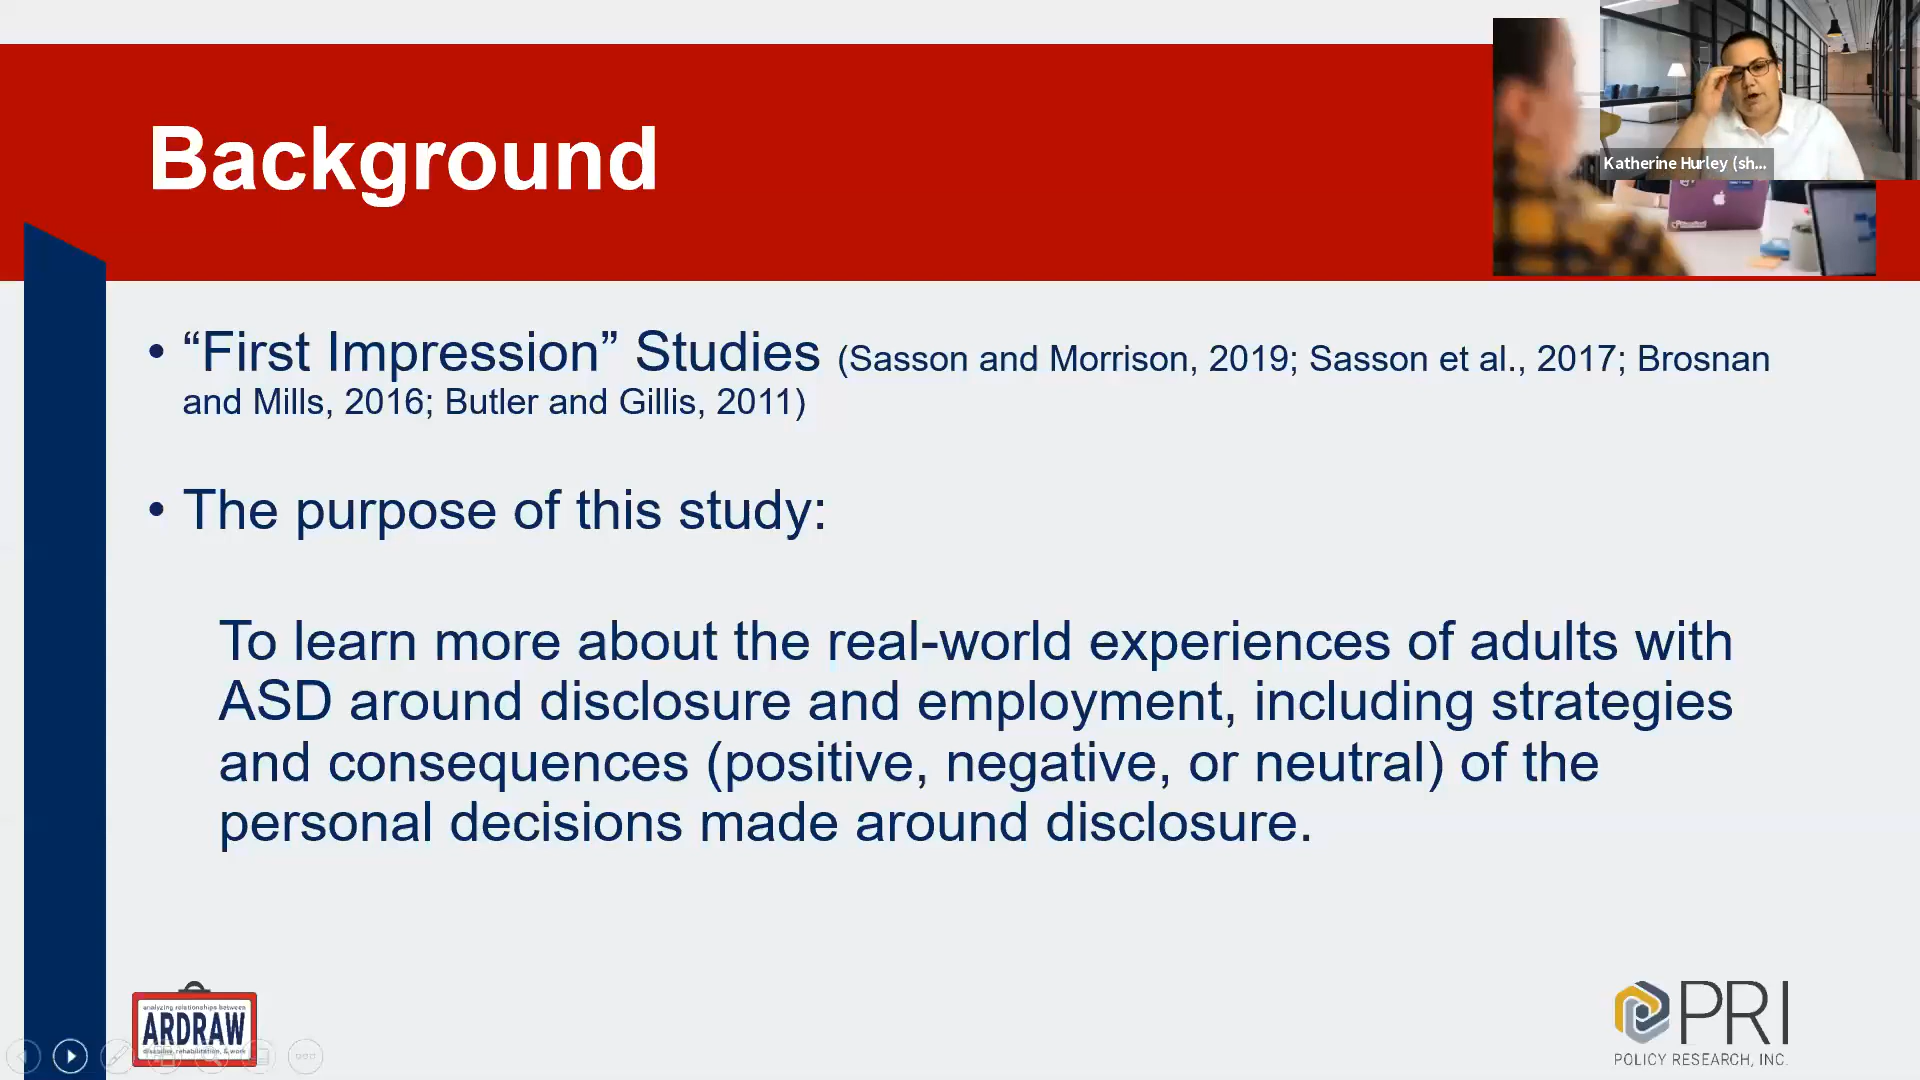 Background
Katherine Hurley (sh...
• “First Impression” Studies (Sasson and Morrison, 2019; Sasson et al., 2017; Brosnan
and Mills, 2016; Butler and Gillis, 2011)
• The purpose of this study:
To learn more about the real-world experiences of adults with
ASD around disclosure and employment, including strategies
and consequences (positive, negative, or neutral) of the
personal decisions made around disclosure.
analyzing relationships between
ARDRAW
disability, rehabilitation, & work
PRI
POLICY RESEARCH, INC.